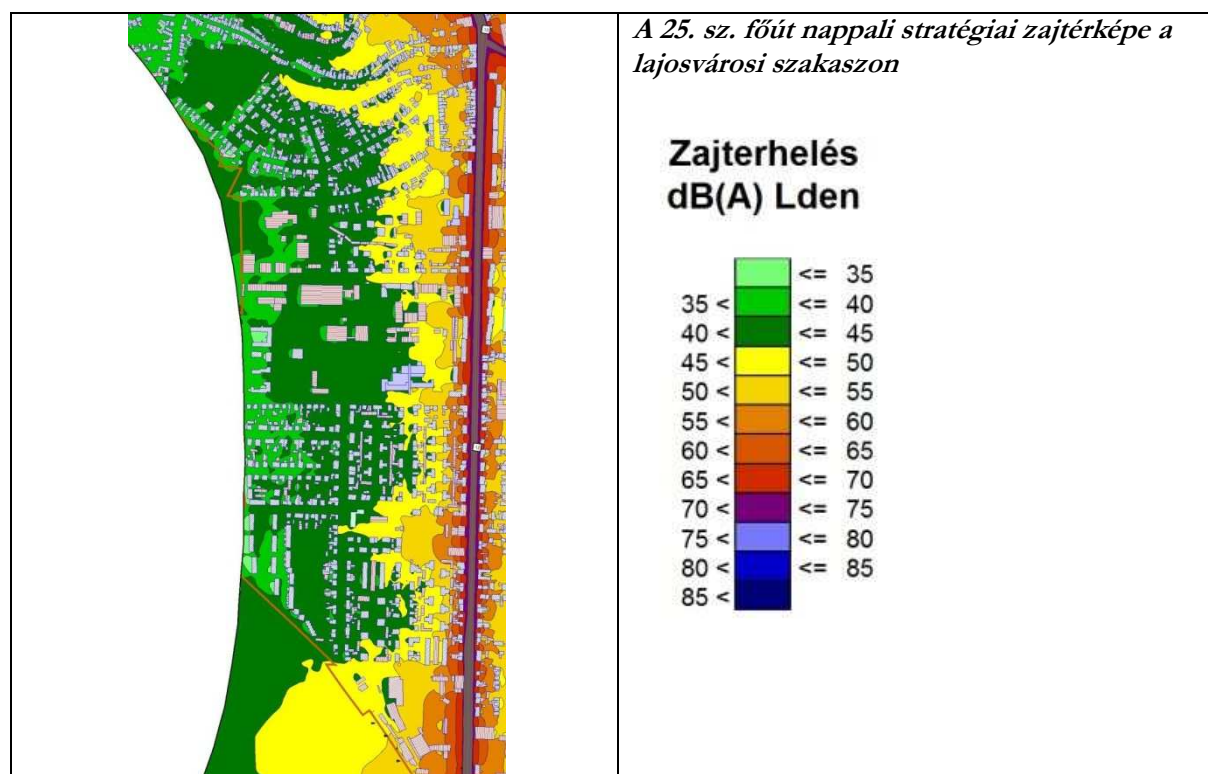 A 25. sz. főút nappali stratégiai zajtérképe a
lajosvárosi szakaszon
Zajterhelés
dB(A) Lden
<= 35
35 < <= 40
40 < <= 45
45 < <= 50
50 < <= 55
55 < <= 60
60 < <= 65
65 < <= 70
70 < <= 75
75 < <= 80
80 < <= 85
85 <